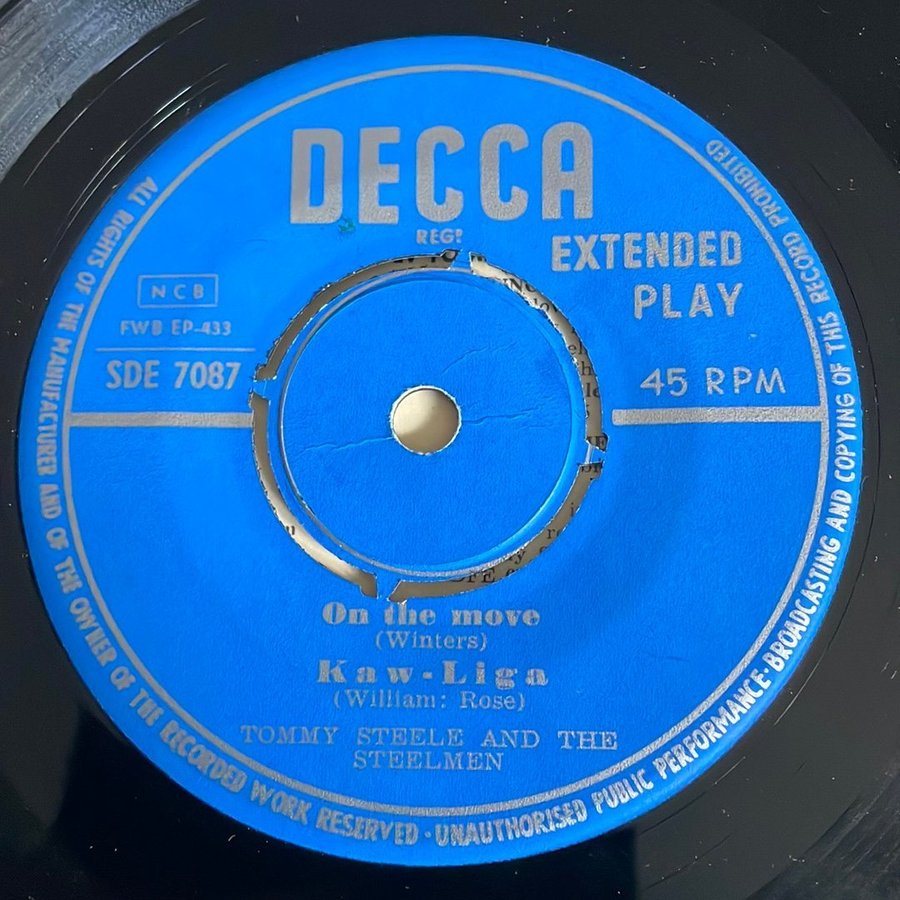 DECCA
REGD
EXTENDED
PLAY
NCB
FWB EP-433
SDE 7087
45 RPM
On the move
(Winters)
Kaw-Liga
(William: Rose)
TOMMY STEELE AND THE
STEELMEN
ALL RIGHTS OF THE MANUFACTURER AND OF THE OWNER OF THE RECORDED WORK RESERVED · UNAUTHORISED PUBLIC PERFORMANCE · BROADCASTING AND COPYING OF THIS RECORD PROHIBITED